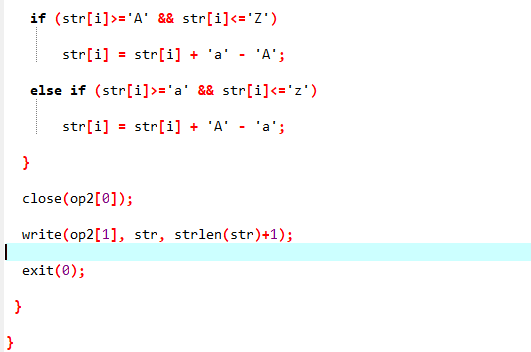 if (str[i]>='A' && str[i]<='Z')
str[i] = str[i] + 'a' - 'A';
else if (str[i]>='a' && str[i]<='z')
str[i] = str[i] + 'A' - 'a';
}
close(op2[0]);
write(op2[1], str, strlen(str)+1);
exit(0);
}
}